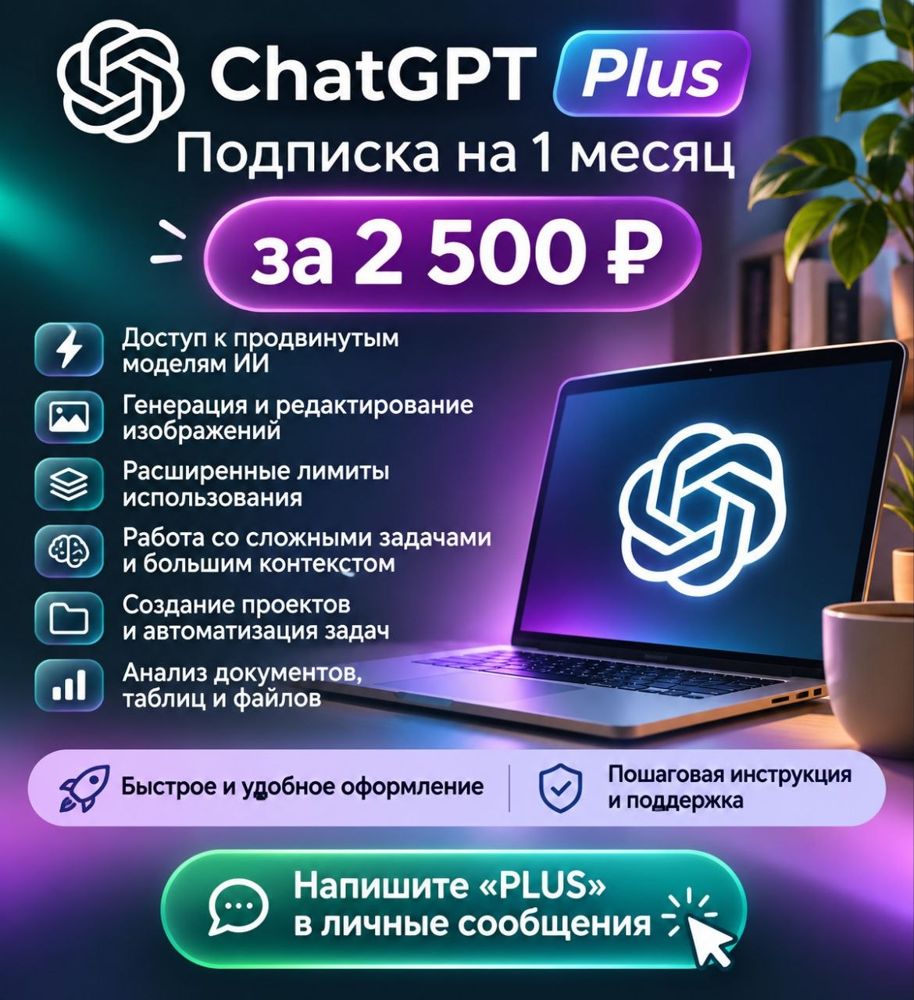 ChatGPT Plus
Подписка на 1 месяц
за 2 500 ₽
Доступ к продвинутым
моделям ИИ
Генерация и редактирование
изображений
Расширенные лимиты
использования
Работа со сложными задачами
и большим контекстом
Создание проектов
и автоматизация задач
Анализ документов,
таблиц и файлов
Быстрое и удобное оформление
Пошаговая инструкция
и поддержка
Напишите «PLUS»
в личные сообщения